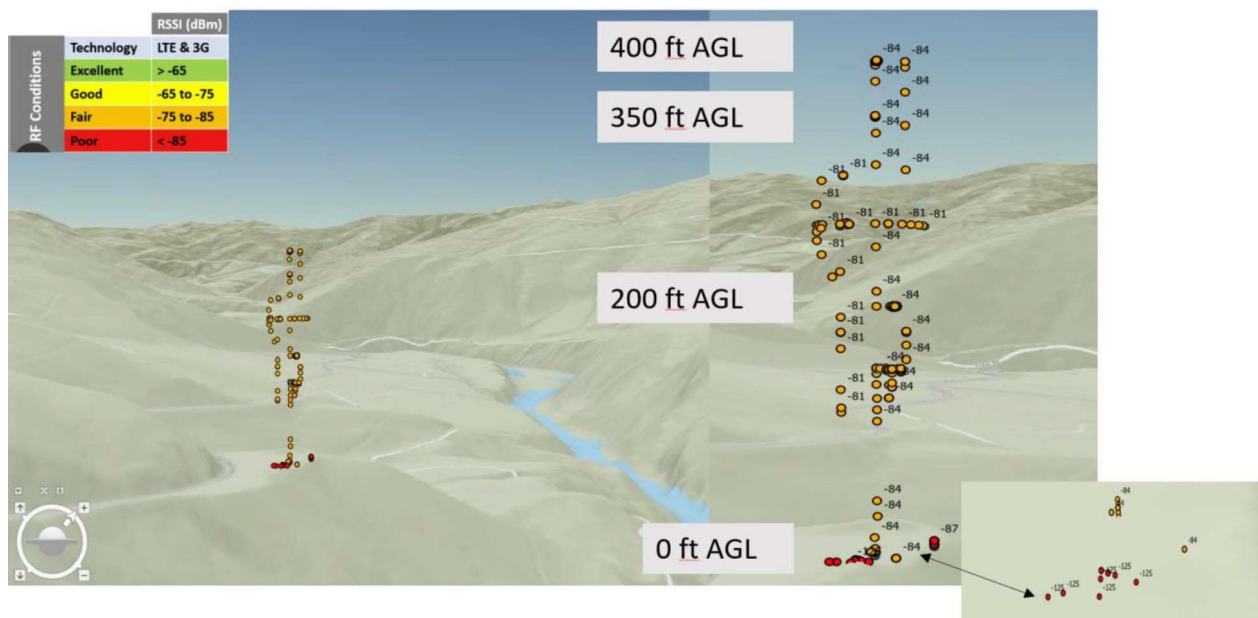 RSSI (dBm)
RF Conditions
Technology LTE & 3G
Excellent > -65
Good -65 to -75
Fair -75 to -85
Poor < -85
400 ft AGL
350 ft AGL
200 ft AGL
0 ft AGL
-84 -84
-84 -84
-84
-84 -84
-84 -84
-81 -81
-81
-81 -81 -81 -81 -81
-81 -84
-81
-84
-81 -84
-81 -84
-81 -84
-84
-81 -84
-81 -84
-84
-84
-84 -87
-84
-84
-84
-125 -125
-125 -125
-125